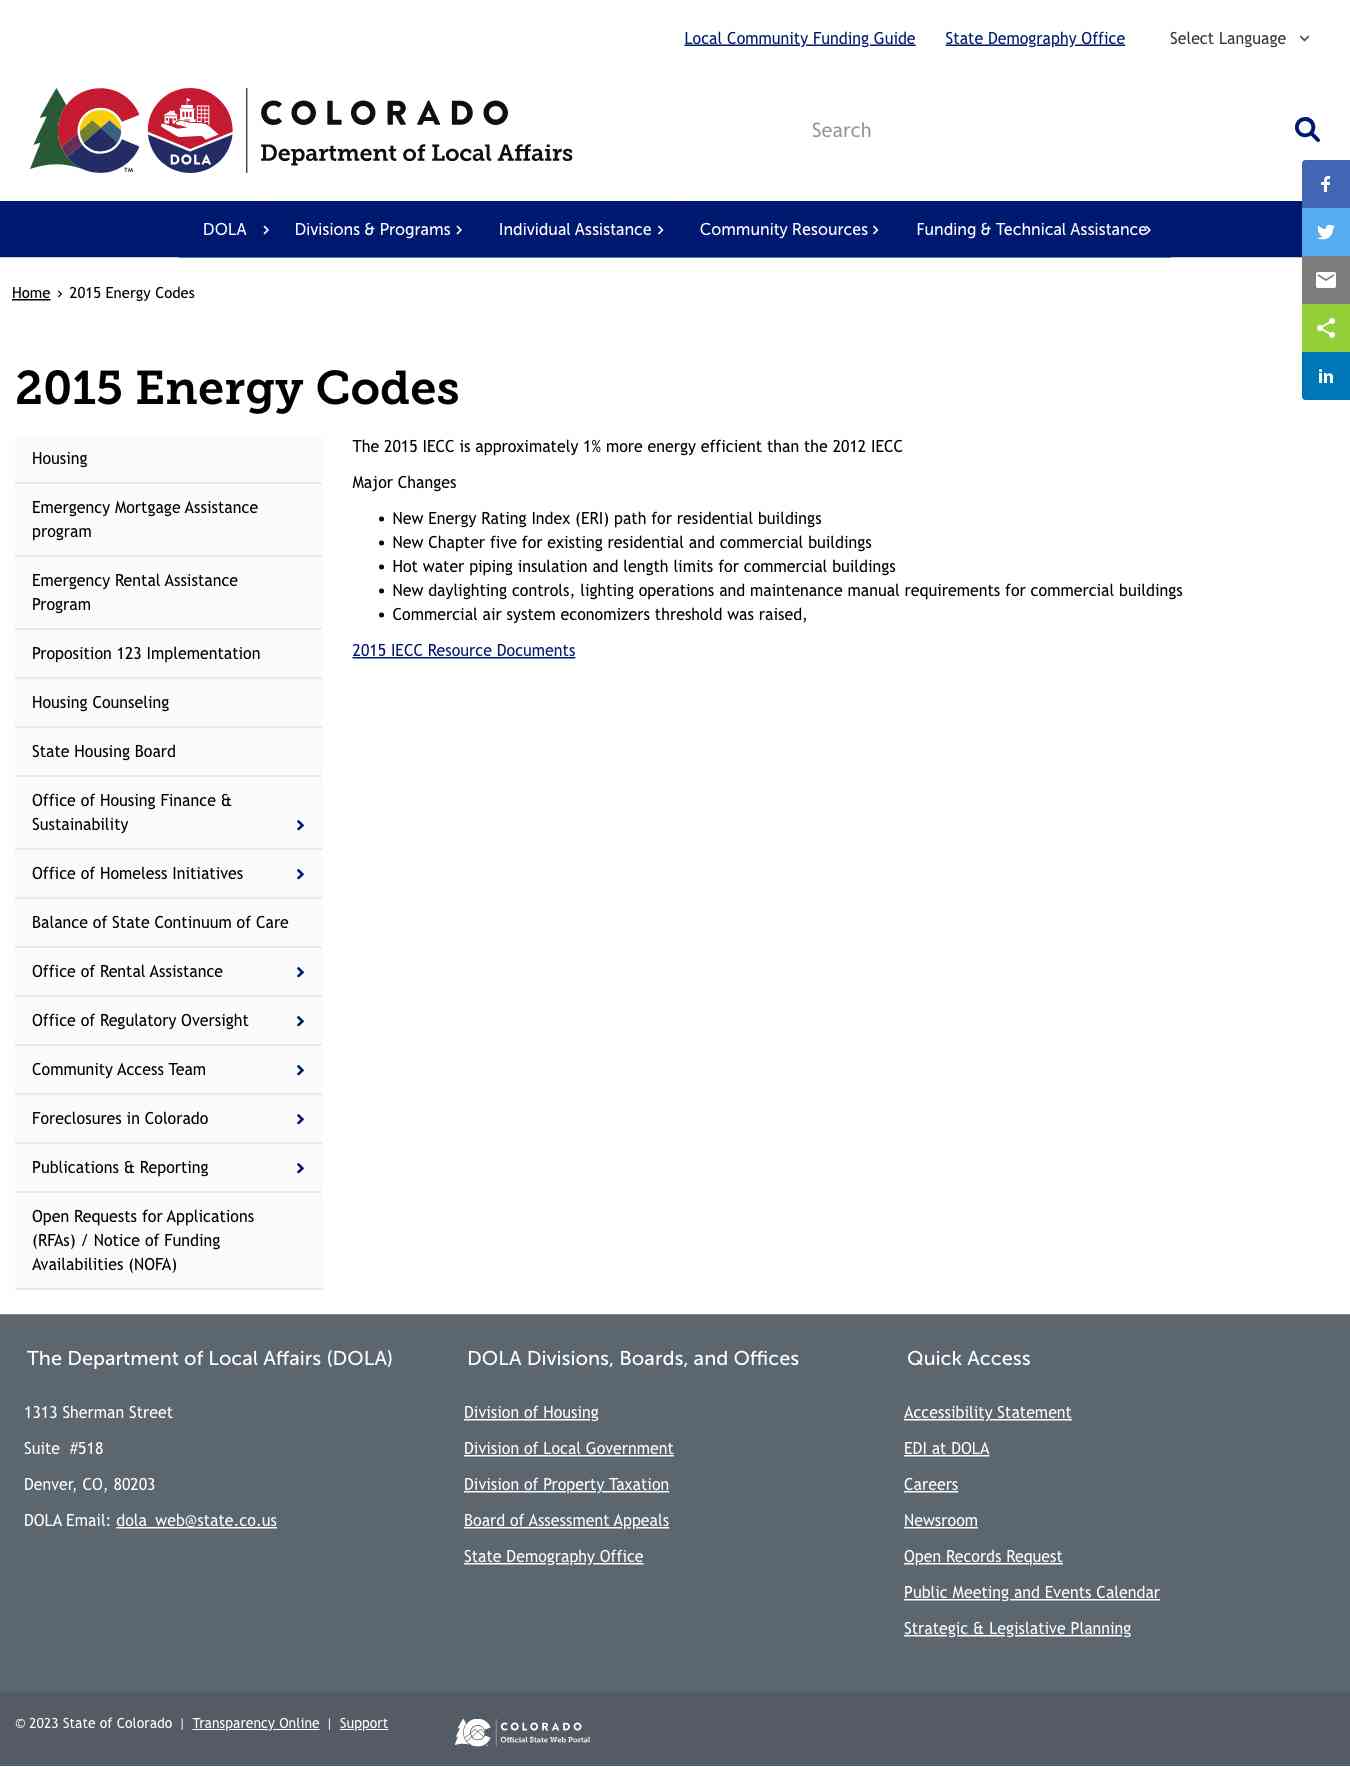 Local Community Funding Guide State Demography Office Select Language
COLORADO
Department of Local Affairs
DOLA
TM
Search
DOLA Divisions & Programs Individual Assistance Community Resources Funding & Technical Assistance
Home › 2015 Energy Codes
2015 Energy Codes
Housing
Emergency Mortgage Assistance
program
Emergency Rental Assistance
Program
Proposition 123 Implementation
Housing Counseling
State Housing Board
Office of Housing Finance &
Sustainability
Office of Homeless Initiatives
Balance of State Continuum of Care
Office of Rental Assistance
Office of Regulatory Oversight
Community Access Team
Foreclosures in Colorado
Publications & Reporting
Open Requests for Applications
(RFAs) / Notice of Funding
Availabilities (NOFA)
The 2015 IECC is approximately 1% more energy efficient than the 2012 IECC
Major Changes
• New Energy Rating Index (ERI) path for residential buildings
• New Chapter five for existing residential and commercial buildings
• Hot water piping insulation and length limits for commercial buildings
• New daylighting controls, lighting operations and maintenance manual requirements for commercial buildings
• Commercial air system economizers threshold was raised,
2015 IECC Resource Documents
The Department of Local Affairs (DOLA)
1313 Sherman Street
Suite #518
Denver, CO, 80203
DOLA Email: dola_web@state.co.us
DOLA Divisions, Boards, and Offices
Division of Housing
Division of Local Government
Division of Property Taxation
Board of Assessment Appeals
State Demography Office
Quick Access
Accessibility Statement
EDI at DOLA
Careers
Newsroom
Open Records Request
Public Meeting and Events Calendar
Strategic & Legislative Planning
© 2023 State of Colorado | Transparency Online | Support
COLORADO
Official State Web Portal